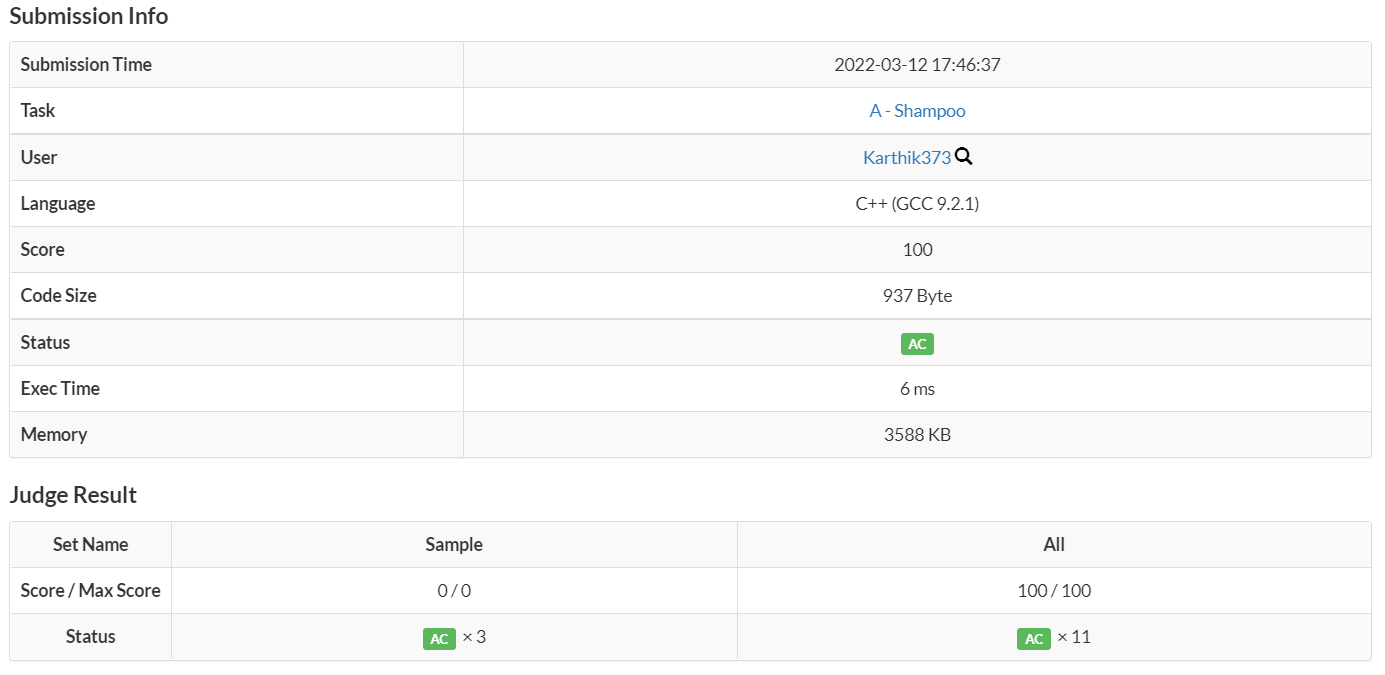 Submission Info
Submission Time 2022-03-12 17:46:37
Task A - Shampoo
User Karthik373
Language C++ (GCC 9.2.1)
Score 100
Code Size 937 Byte
Status AC
Exec Time 6 ms
Memory 3588 KB
Judge Result
Set Name Sample All
Score / Max Score 0 / 0 100 / 100
Status AC × 3 AC × 11